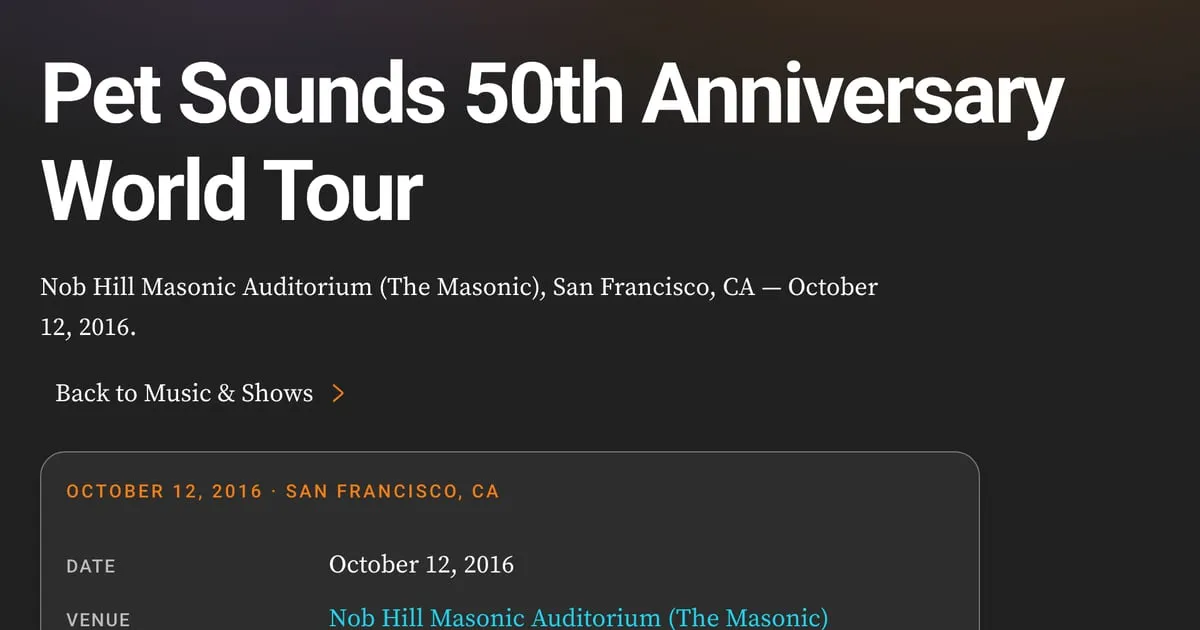 Pet Sounds 50th Anniversary
World Tour
Nob Hill Masonic Auditorium (The Masonic), San Francisco, CA — October
12, 2016.
Back to Music & Shows
OCTOBER 12, 2016 · SAN FRANCISCO, CA
DATE October 12, 2016
VENUE Nob Hill Masonic Auditorium (The Masonic)